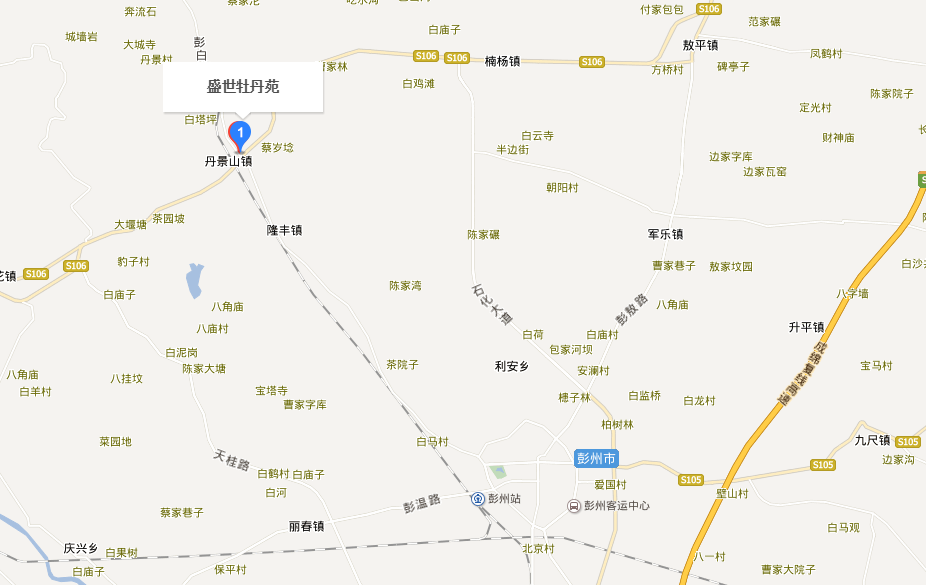 奔流石
付家包包
S106
范家碾
城墙岩
大城寺
彭白
白庙子
敖平镇
丹景村
S106
S106
楠杨镇
S106
凤鸣村
方桥村
碑亭子
盛世牡丹苑
白鸡滩
陈家院子
定光村
白塔坪
1
蔡岁埝
白云寺
财神庙
半边街
丹景山镇
边家字库
边家瓦窑
朝阳村
茶园坡
大堰塘
隆丰镇
陈家碾
军乐镇
豹子村
S106
S106
曹家巷子
敖家坟园
陈家湾
石化大道
白庙子
八角庙
彭敖路
八角庙
八字墙
八庙村
白荷
白庙村
升平镇
白泥岗
包家河坝
成绵复线高速
陈家大塘
茶院子
利安乡
安澜村
宝马村
八角庙
八挂坟
白羊村
宝塔寺
曹家字库
槵子林
白监桥
白龙村
柏树林
菜园地
白马村
九尺镇
S105
天桂路
彭州市
S105
边家沟
白鹤村
白庙子
S105
爱国村
白河
壁山村
彭温路
彭州站
彭州客运中心
蔡家巷子
丽春镇
白马观
庆兴乡
白果树
北京村
八一村
白庙子
保平村
曹家大院子